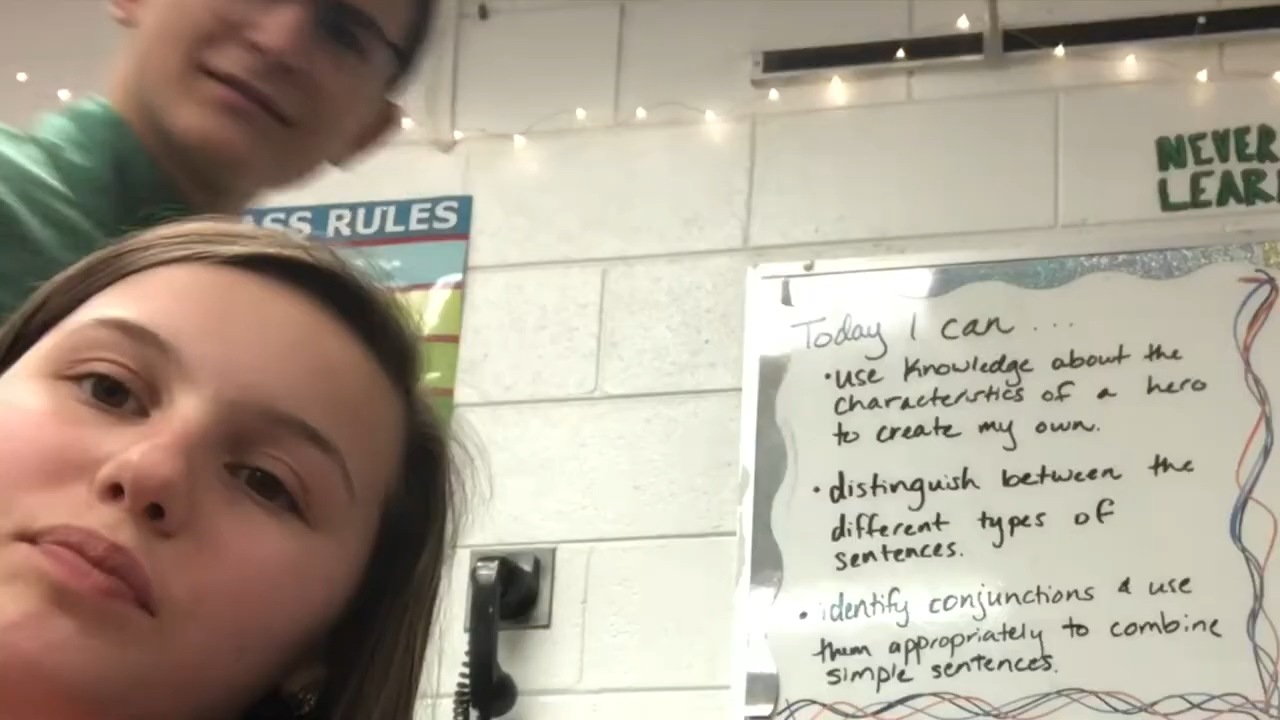 ASS RULES
NEVER
LEAR
Today I can ...
• use knowledge about the
characteristics of a hero
to create my own.
• distinguish between the
different types of
sentences.
• identify conjunctions & use
them appropriately to combine
simple sentences.